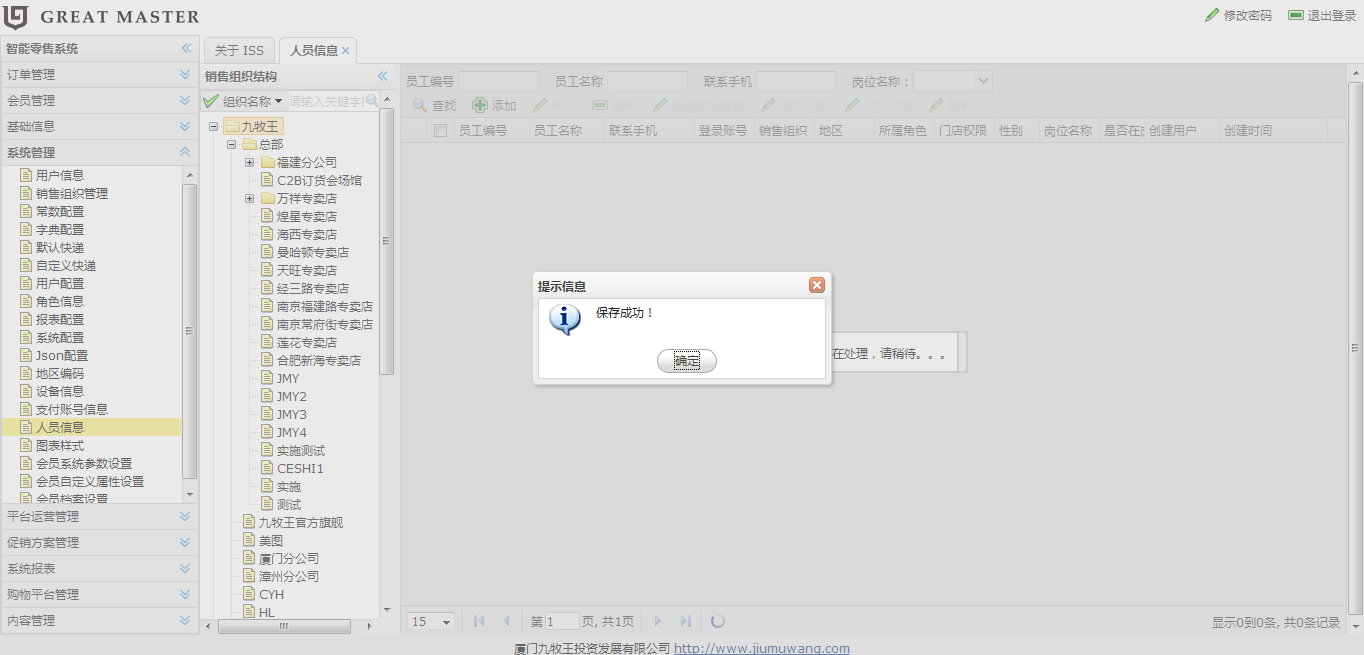 GREAT MASTER
修改密码
退出登录
智能零售系统
关于 ISS
人员信息
订单管理
会员管理
基础信息
系统管理
用户信息
销售组织管理
常数配置
字典配置
默认快递
自定义快递
用户配置
角色信息
报表配置
系统配置
Json配置
地区编码
设备信息
支付账号信息
人员信息
图表样式
会员系统参数设置
会员自定义属性设置
会员档案设置
平台运营管理
促销方案管理
系统报表
购物平台管理
内容管理
销售组织结构
组织名称
请输入关键字
九牧王
总部
福建分公司
C2B订货会场馆
万祥专卖店
煌星专卖店
海西专卖店
曼哈顿专卖店
天旺专卖店
经三路专卖店
南京福建路专卖店
南京常府街专卖店
莲花专卖店
合肥新海专卖店
JMY
JMY2
JMY3
JMY4
实施测试
CESHI1
实施
测试
九牧王官方旗舰
美图
厦门分公司
漳州分公司
CYH
HL
员工编号
员工名称
联系手机
岗位名称：
查找
添加
员工编号
员工名称
联系手机
登录账号
销售组织
地区
所属角色
门店权限
性别
岗位名称
是否在
创建用户
创建时间
提示信息
保存成功！
确定
在处理，请稍待。。。
15
第 1 页, 共1页
显示0到0条, 共0条记录
厦门九牧王投资发展有限公司 http://www.jiumuwang.com